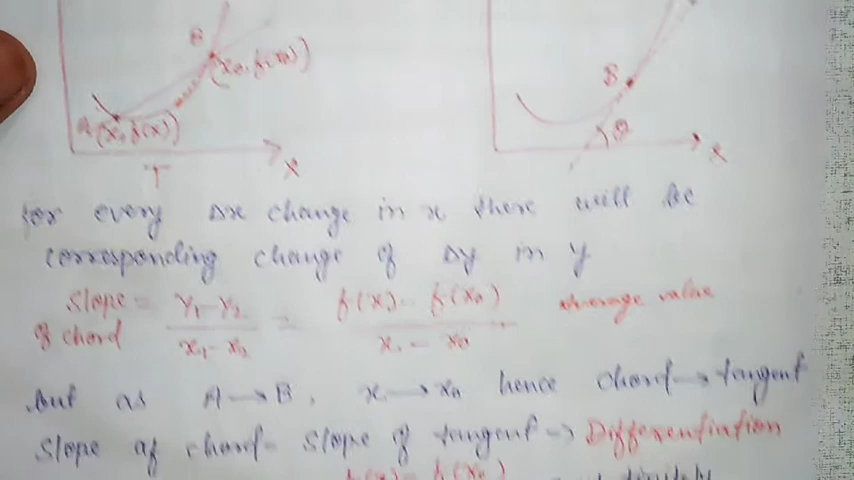 B
(x0, f(x0))
A(x, f(x))
x
B
θ
x
for every Δx change in x there will be
corresponding change of Δy in y
Slope of chord = y1-y2 / x1-x2 = f(x) - f(x0) / x - x0 average value
but as A→B, x→x0 hence chord→tangent
Slope of chord= slope of tangent → Differentiation
f(x) - f(x0)